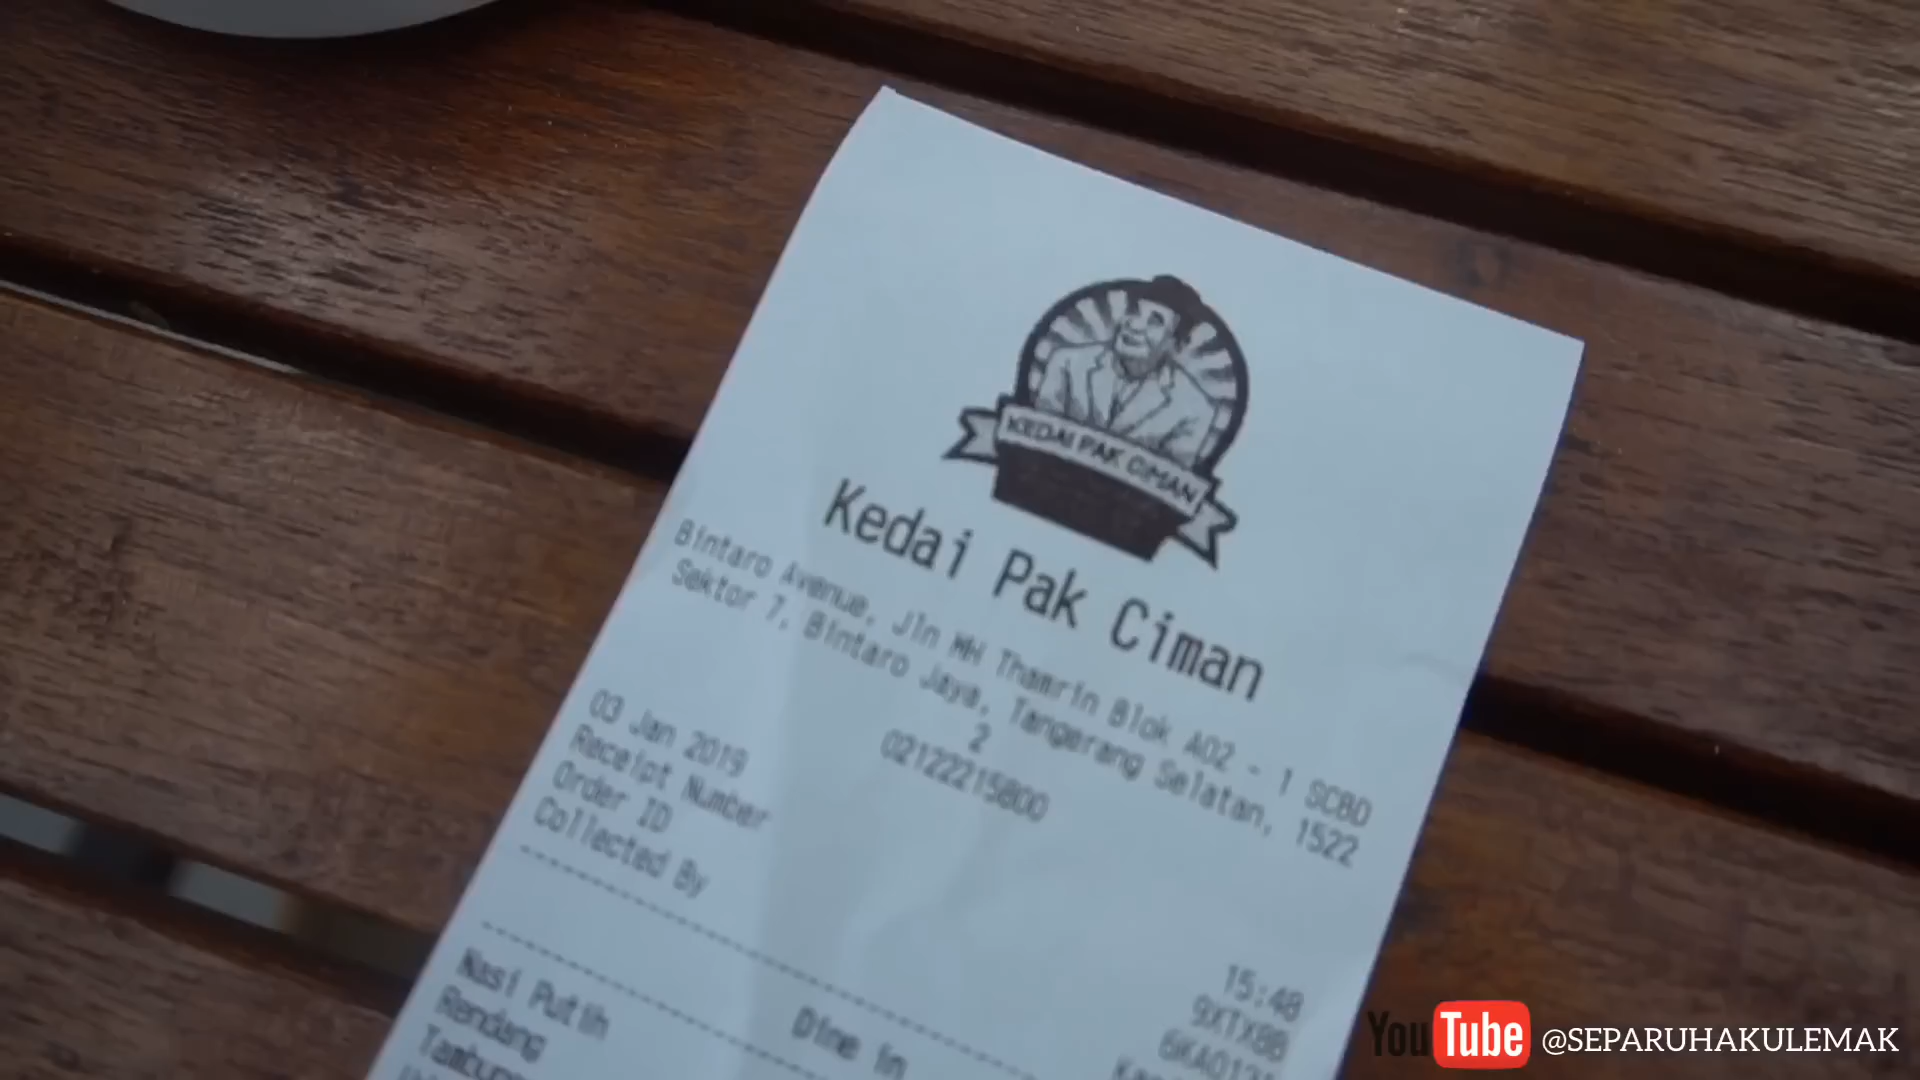 KEDAI PAK CIMAN
Kedai Pak Ciman
Bintaro Avenue, Jln MH Thamrin Blok A02 - 1 SCBD
Sektor 7, Bintaro Jaya, Tangerang Selatan, 1522
2
02122215800
03 Jan 2019 15:48
Receipt Number 9XTX8B
Order ID
Collected By
Dine in
Nasi Putih
Rendang
YouTube @SEPARUHAKULEMAK